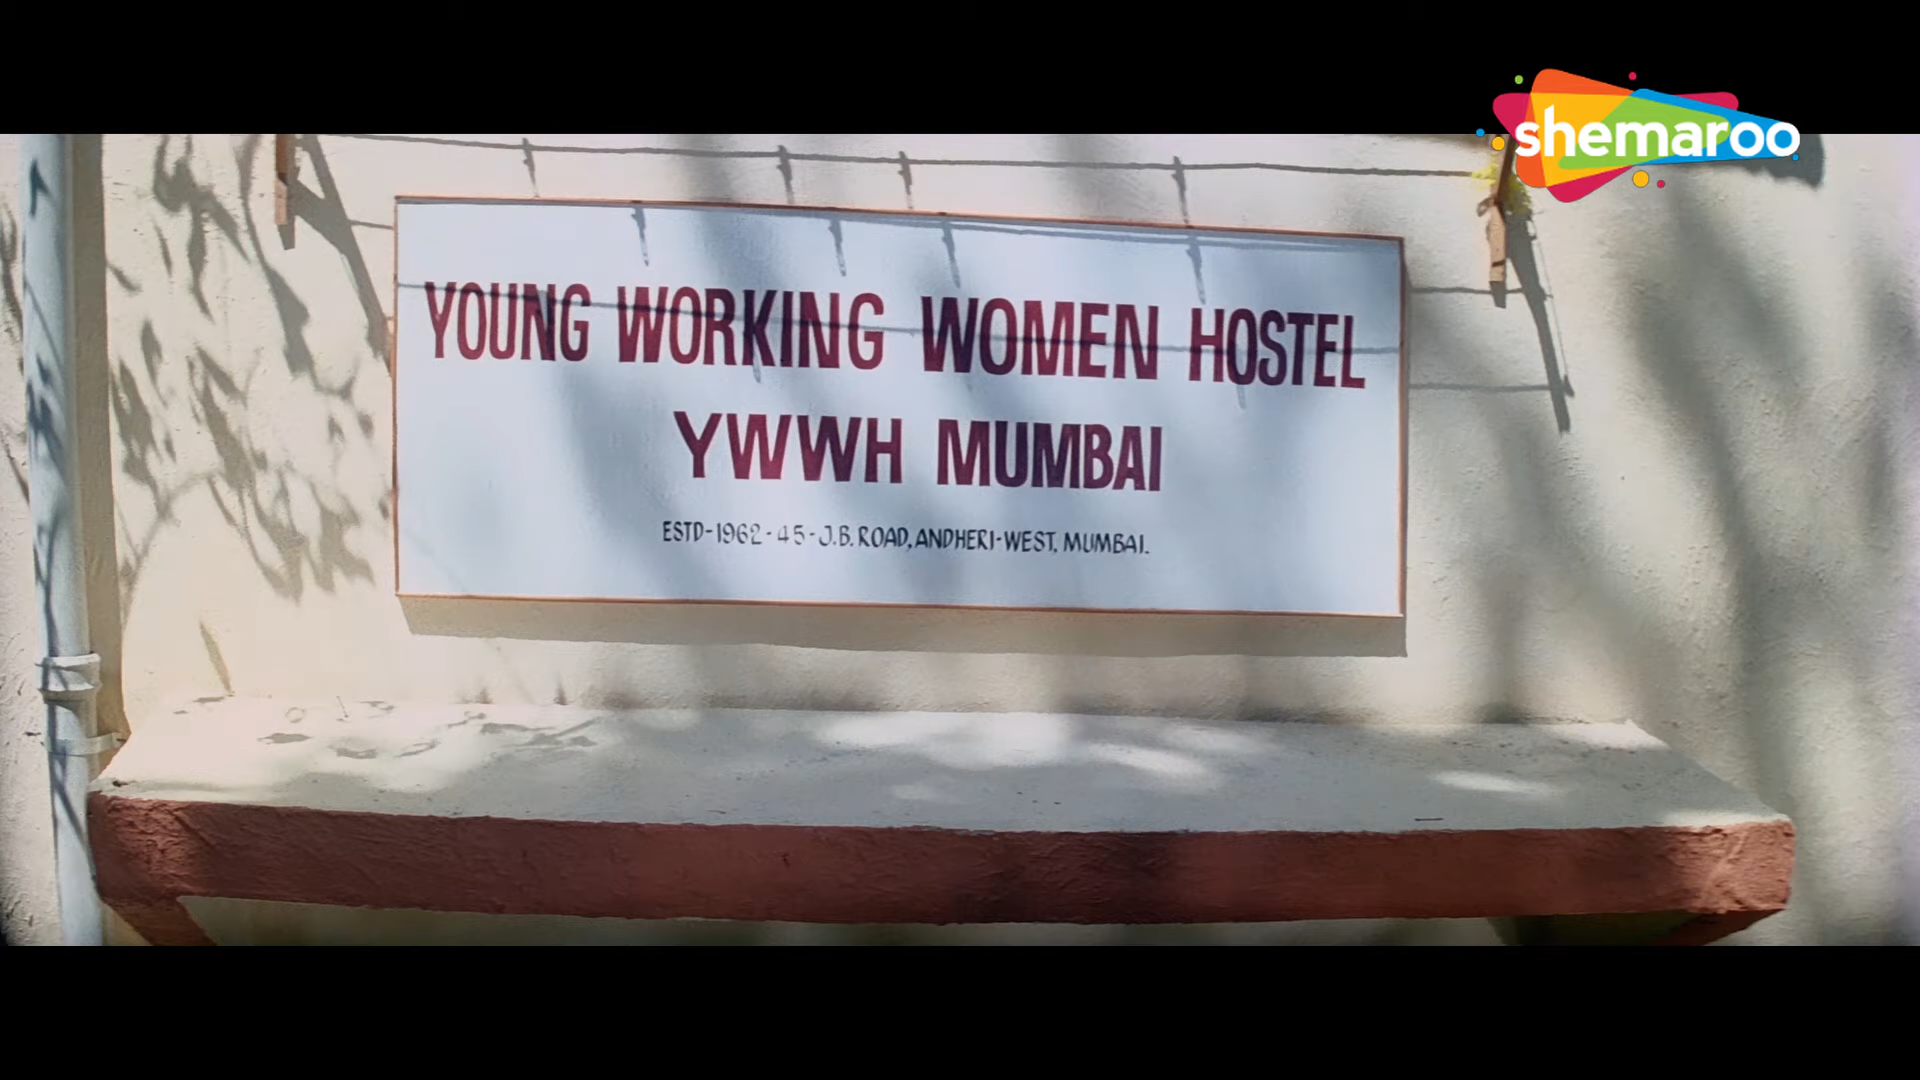 shemaroo
YOUNG WORKING WOMEN HOSTEL
YWWH MUMBAI
ESTD-1962-45-J.B. ROAD, ANDHERI-WEST, MUMBAI.